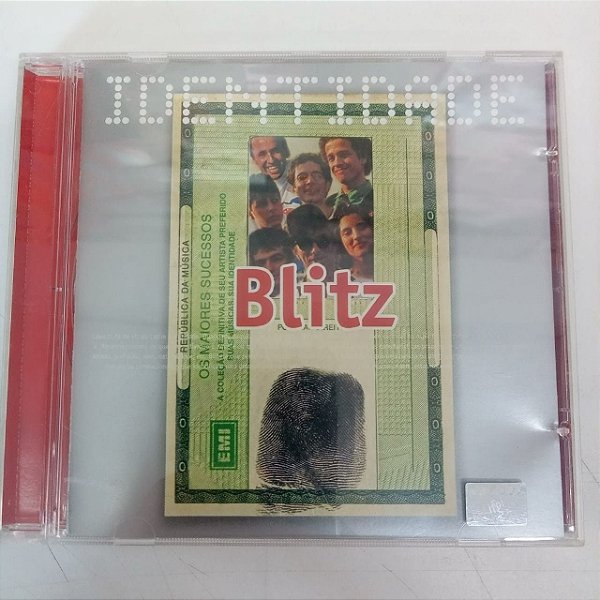 IDENTIDADE
REPÚBLICA DA MÚSICA
OS MAIORES SUCESSOS
A COLEÇÃO DEFINITIVA DE SEU ARTISTA PREFERIDO
SUAS MÚSICAS, SUA IDENTIDADE
Blitz
EMI